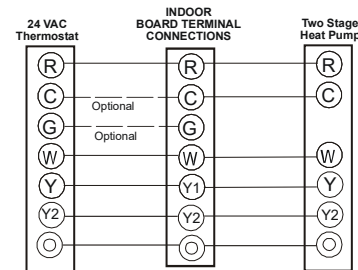 24 VAC
Thermostat
INDOOR
BOARD TERMINAL
CONNECTIONS
Two Stage
Heat Pump
R R R
C Optional C C
G Optional G
W W W
Y Y1 Y
Y2 Y2 Y2
O O O